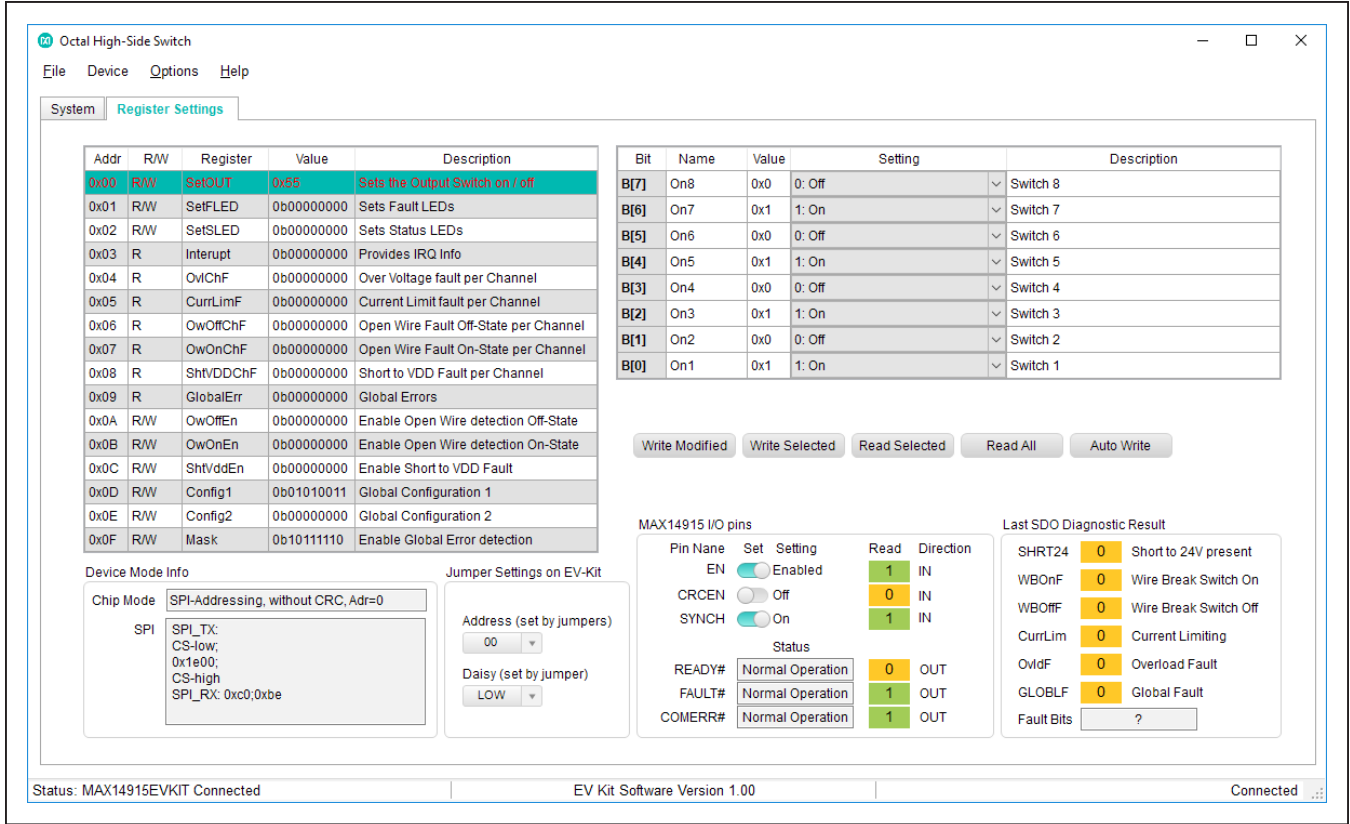 Octal High-Side Switch
File Device Options Help
System Register Settings
Addr R/W Register Value Description
0x00 R/W SetOUT 0x55 Sets the Output Switch on / off
0x01 R/W SetFLED 0b00000000 Sets Fault LEDs
0x02 R/W SetSLED 0b00000000 Sets Status LEDs
0x03 R Interupt 0b00000000 Provides IRQ Info
0x04 R OvlChF 0b00000000 Over Voltage fault per Channel
0x05 R CurrLimF 0b00000000 Current Limit fault per Channel
0x06 R OwOffChF 0b00000000 Open Wire Fault Off-State per Channel
0x07 R OwOnChF 0b00000000 Open Wire Fault On-State per Channel
0x08 R ShtVDDChF 0b00000000 Short to VDD Fault per Channel
0x09 R GlobalErr 0b00000000 Global Errors
0x0A R/W OwOffEn 0b00000000 Enable Open Wire detection Off-State
0x0B R/W OwOnEn 0b00000000 Enable Open Wire detection On-State
0x0C R/W ShtVddEn 0b00000000 Enable Short to VDD Fault
0x0D R/W Config1 0b01010011 Global Configuration 1
0x0E R/W Config2 0b00000000 Global Configuration 2
0x0F R/W Mask 0b10111110 Enable Global Error detection
Bit Name Value Setting Description
B[7] On8 0x0 0: Off Switch 8
B[6] On7 0x1 1: On Switch 7
B[5] On6 0x0 0: Off Switch 6
B[4] On5 0x1 1: On Switch 5
B[3] On4 0x0 0: Off Switch 4
B[2] On3 0x1 1: On Switch 3
B[1] On2 0x0 0: Off Switch 2
B[0] On1 0x1 1: On Switch 1
Write Modified Write Selected Read Selected Read All Auto Write
Device Mode Info
Chip Mode SPI-Addressing, without CRC, Adr=0
SPI SPI_TX:
CS-low;
0x1e00;
CS-high
SPI_RX: 0xc0;0xbe
Jumper Settings on EV-Kit
Address (set by jumpers)
00
Daisy (set by jumper)
LOW
MAX14915 I/O pins
Pin Nane Set Setting Read Direction
EN Enabled 1 IN
CRCEN Off 0 IN
SYNCH On 1 IN
Status
READY# Normal Operation 0 OUT
FAULT# Normal Operation 1 OUT
COMERR# Normal Operation 1 OUT
Last SDO Diagnostic Result
SHRT24 0 Short to 24V present
WBOnF 0 Wire Break Switch On
WBOffF 0 Wire Break Switch Off
CurrLim 0 Current Limiting
OvldF 0 Overload Fault
GLOBLF 0 Global Fault
Fault Bits ?
Status: MAX14915EVKIT Connected EV Kit Software Version 1.00 Connected